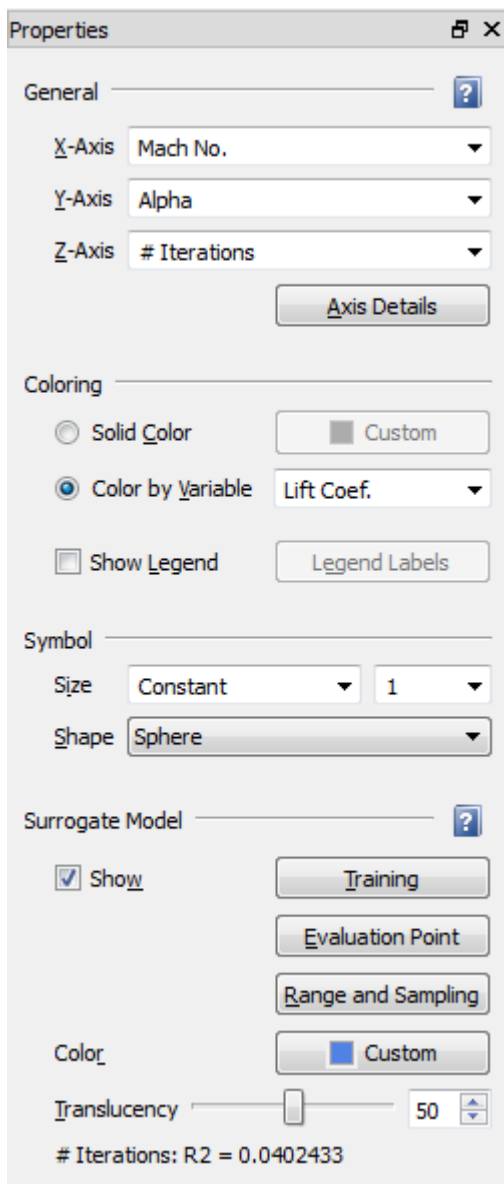 Properties
General ?
X-Axis Mach No.
Y-Axis Alpha
Z-Axis # Iterations
Axis Details
Coloring
Solid Color Custom
Color by Variable Lift Coef.
Show Legend Legend Labels
Symbol
Size Constant 1
Shape Sphere
Surrogate Model ?
Show Training
Evaluation Point
Range and Sampling
Color Custom
Translucency 50
# Iterations: R2 = 0.0402433